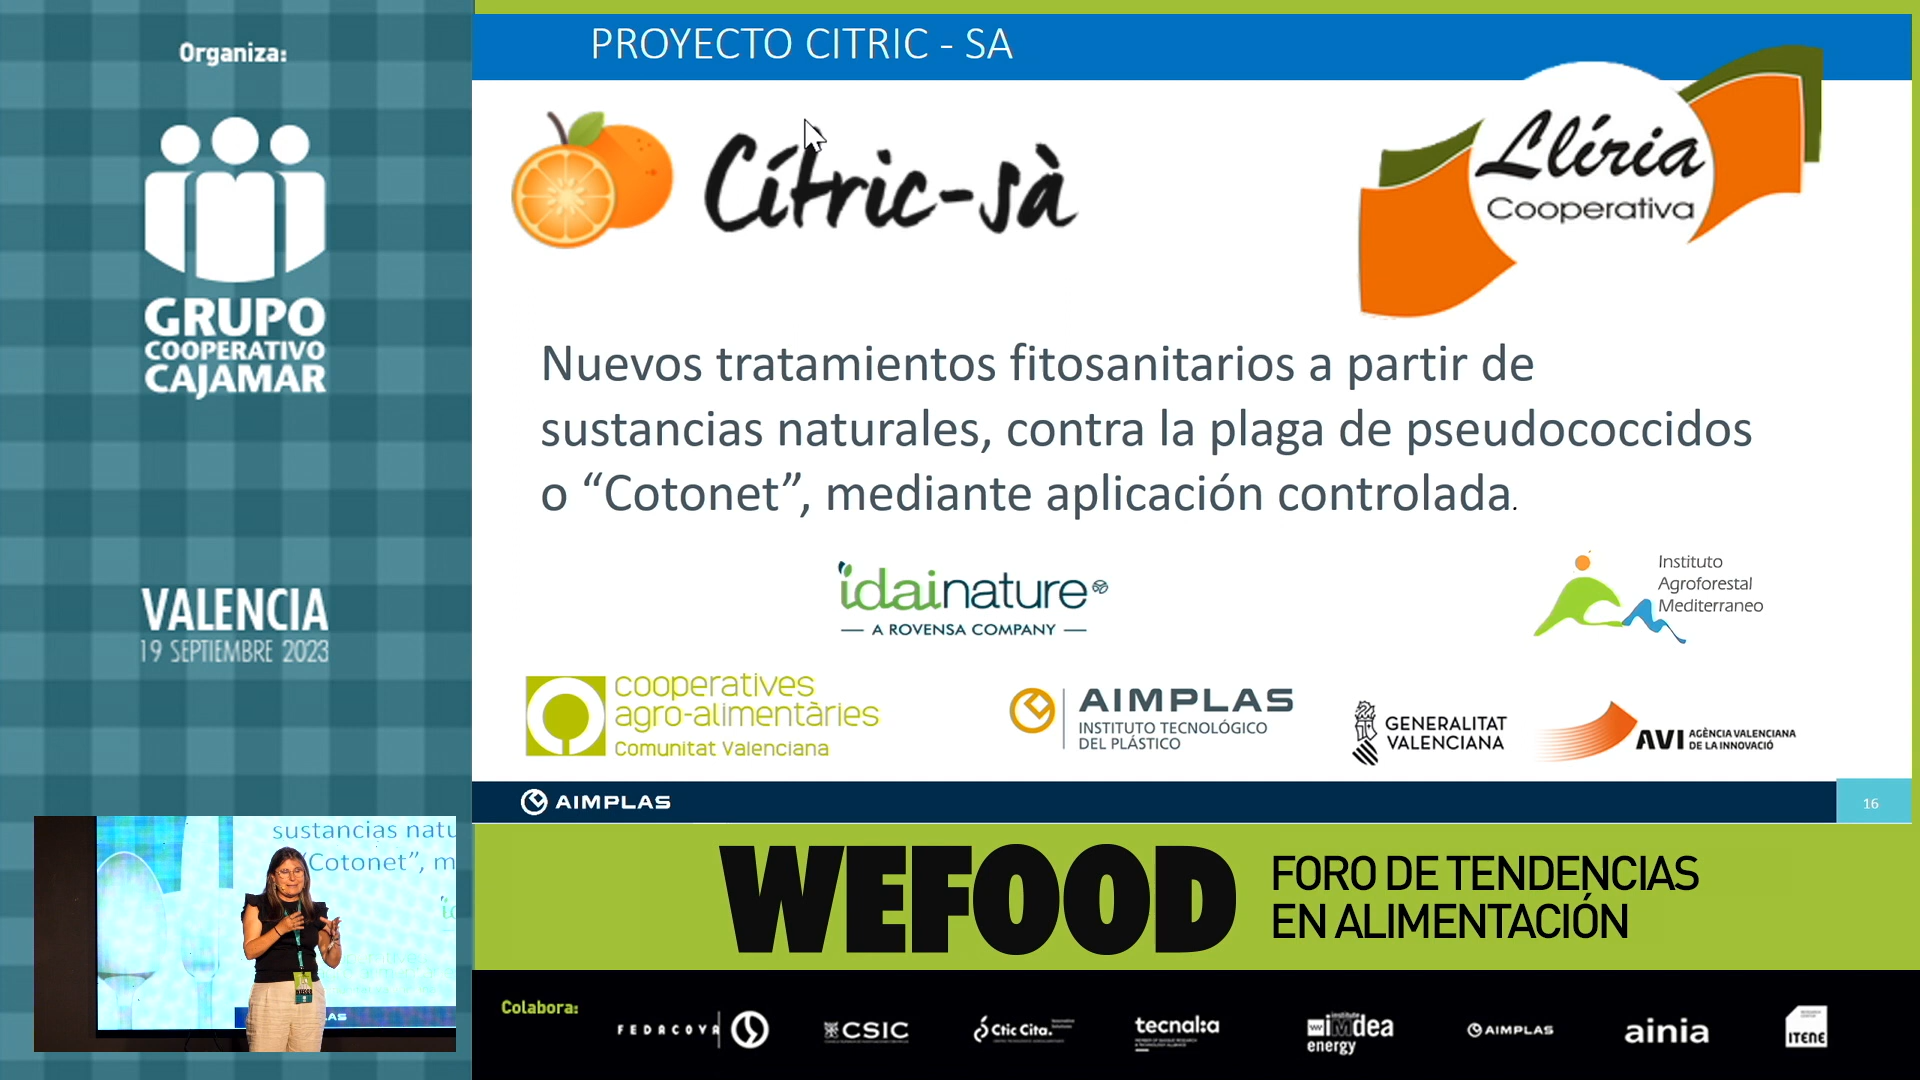 Organiza:
GRUPO
COOPERATIVO
CAJAMAR
VALENCIA
19 SEPTIEMBRE 2023
PROYECTO CITRIC - SA
Cítric-sà
Llíria
Cooperativa
Nuevos tratamientos fitosanitarios a partir de
sustancias naturales, contra la plaga de pseudococcidos
o “Cotonet”, mediante aplicación controlada.
idainature
A ROVENSA COMPANY
Instituto
Agroforestal
Mediterraneo
cooperatives
agro-alimentàries
Comunitat Valenciana
AIMPLAS
INSTITUTO TECNOLÓGICO
DEL PLÁSTICO
GENERALITAT
VALENCIANA
AVI AGÈNCIA VALENCIANA
DE LA INNOVACIÓ
AIMPLAS
16
sustancias natu
“Cotonet”, m
WEFOOD
FORO DE TENDENCIAS
EN ALIMENTACIÓN
Colabora:
FEDACOVA
CSIC
Ctic Cita.
tecnal:a
institute
imdea
energy
AIMPLAS
ainia
ITENE